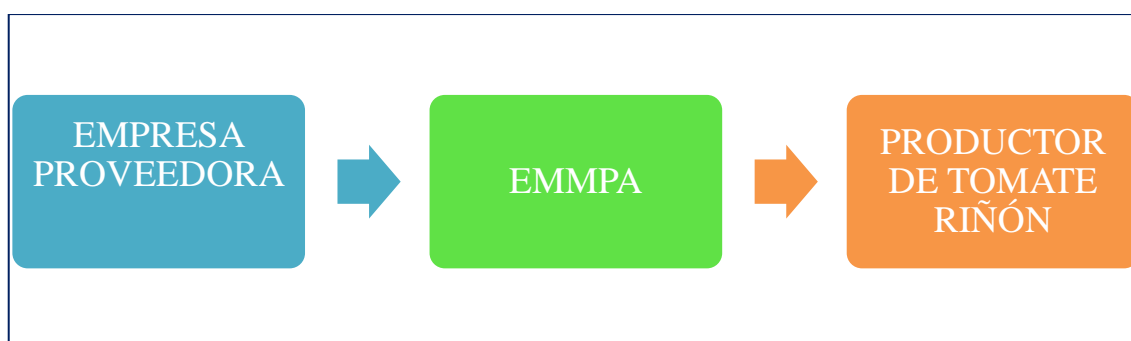 EMPRESA
PROVEEDORA
EMMPA
PRODUCTOR
DE TOMATE
RIÑÓN